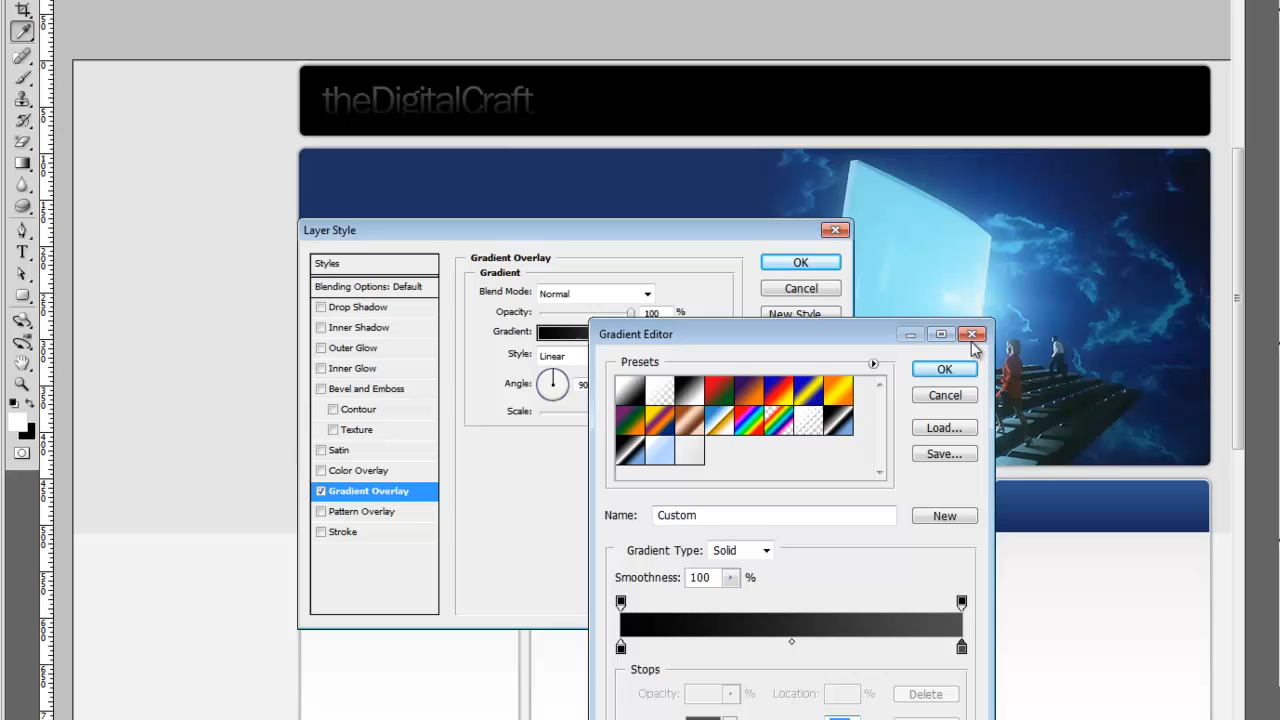 theDigitalCraft
Layer Style
Styles
Blending Options: Default
Drop Shadow
Inner Shadow
Outer Glow
Inner Glow
Bevel and Emboss
Contour
Texture
Satin
Color Overlay
Gradient Overlay
Pattern Overlay
Stroke
Gradient Overlay
Gradient
Blend Mode: Normal
Opacity: 100 %
Gradient:
Style: Linear
Angle: 90
Scale:
OK
Cancel
New Style...
Gradient Editor
Presets
OK
Cancel
Load...
Save...
Name: Custom
New
Gradient Type: Solid
Smoothness: 100 %
Stops
Opacity: % Location: % Delete